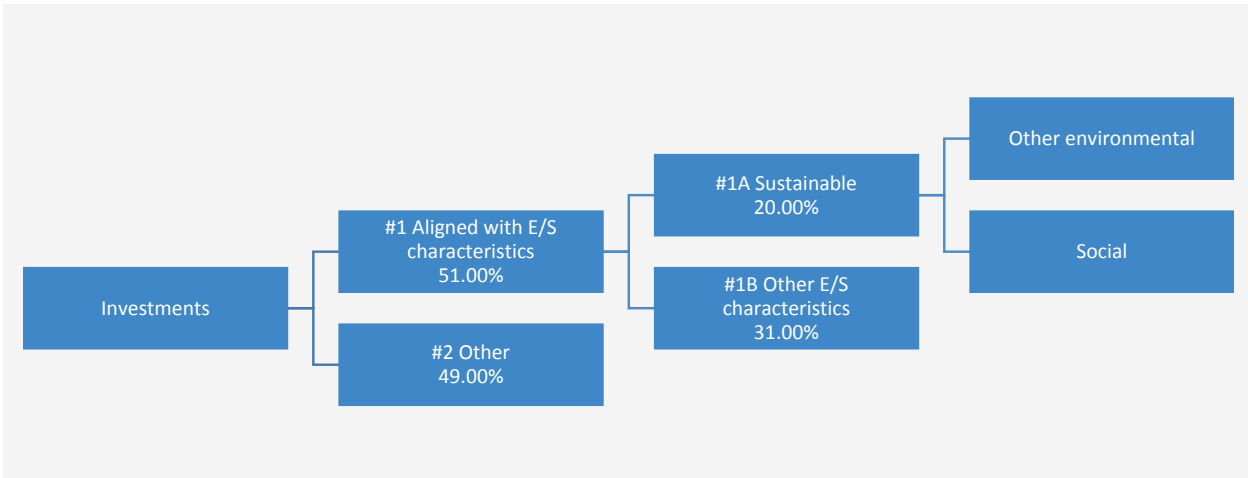 Investments
#1 Aligned with E/S
characteristics
51.00%
#2 Other
49.00%
#1A Sustainable
20.00%
#1B Other E/S
characteristics
31.00%
Other environmental
Social